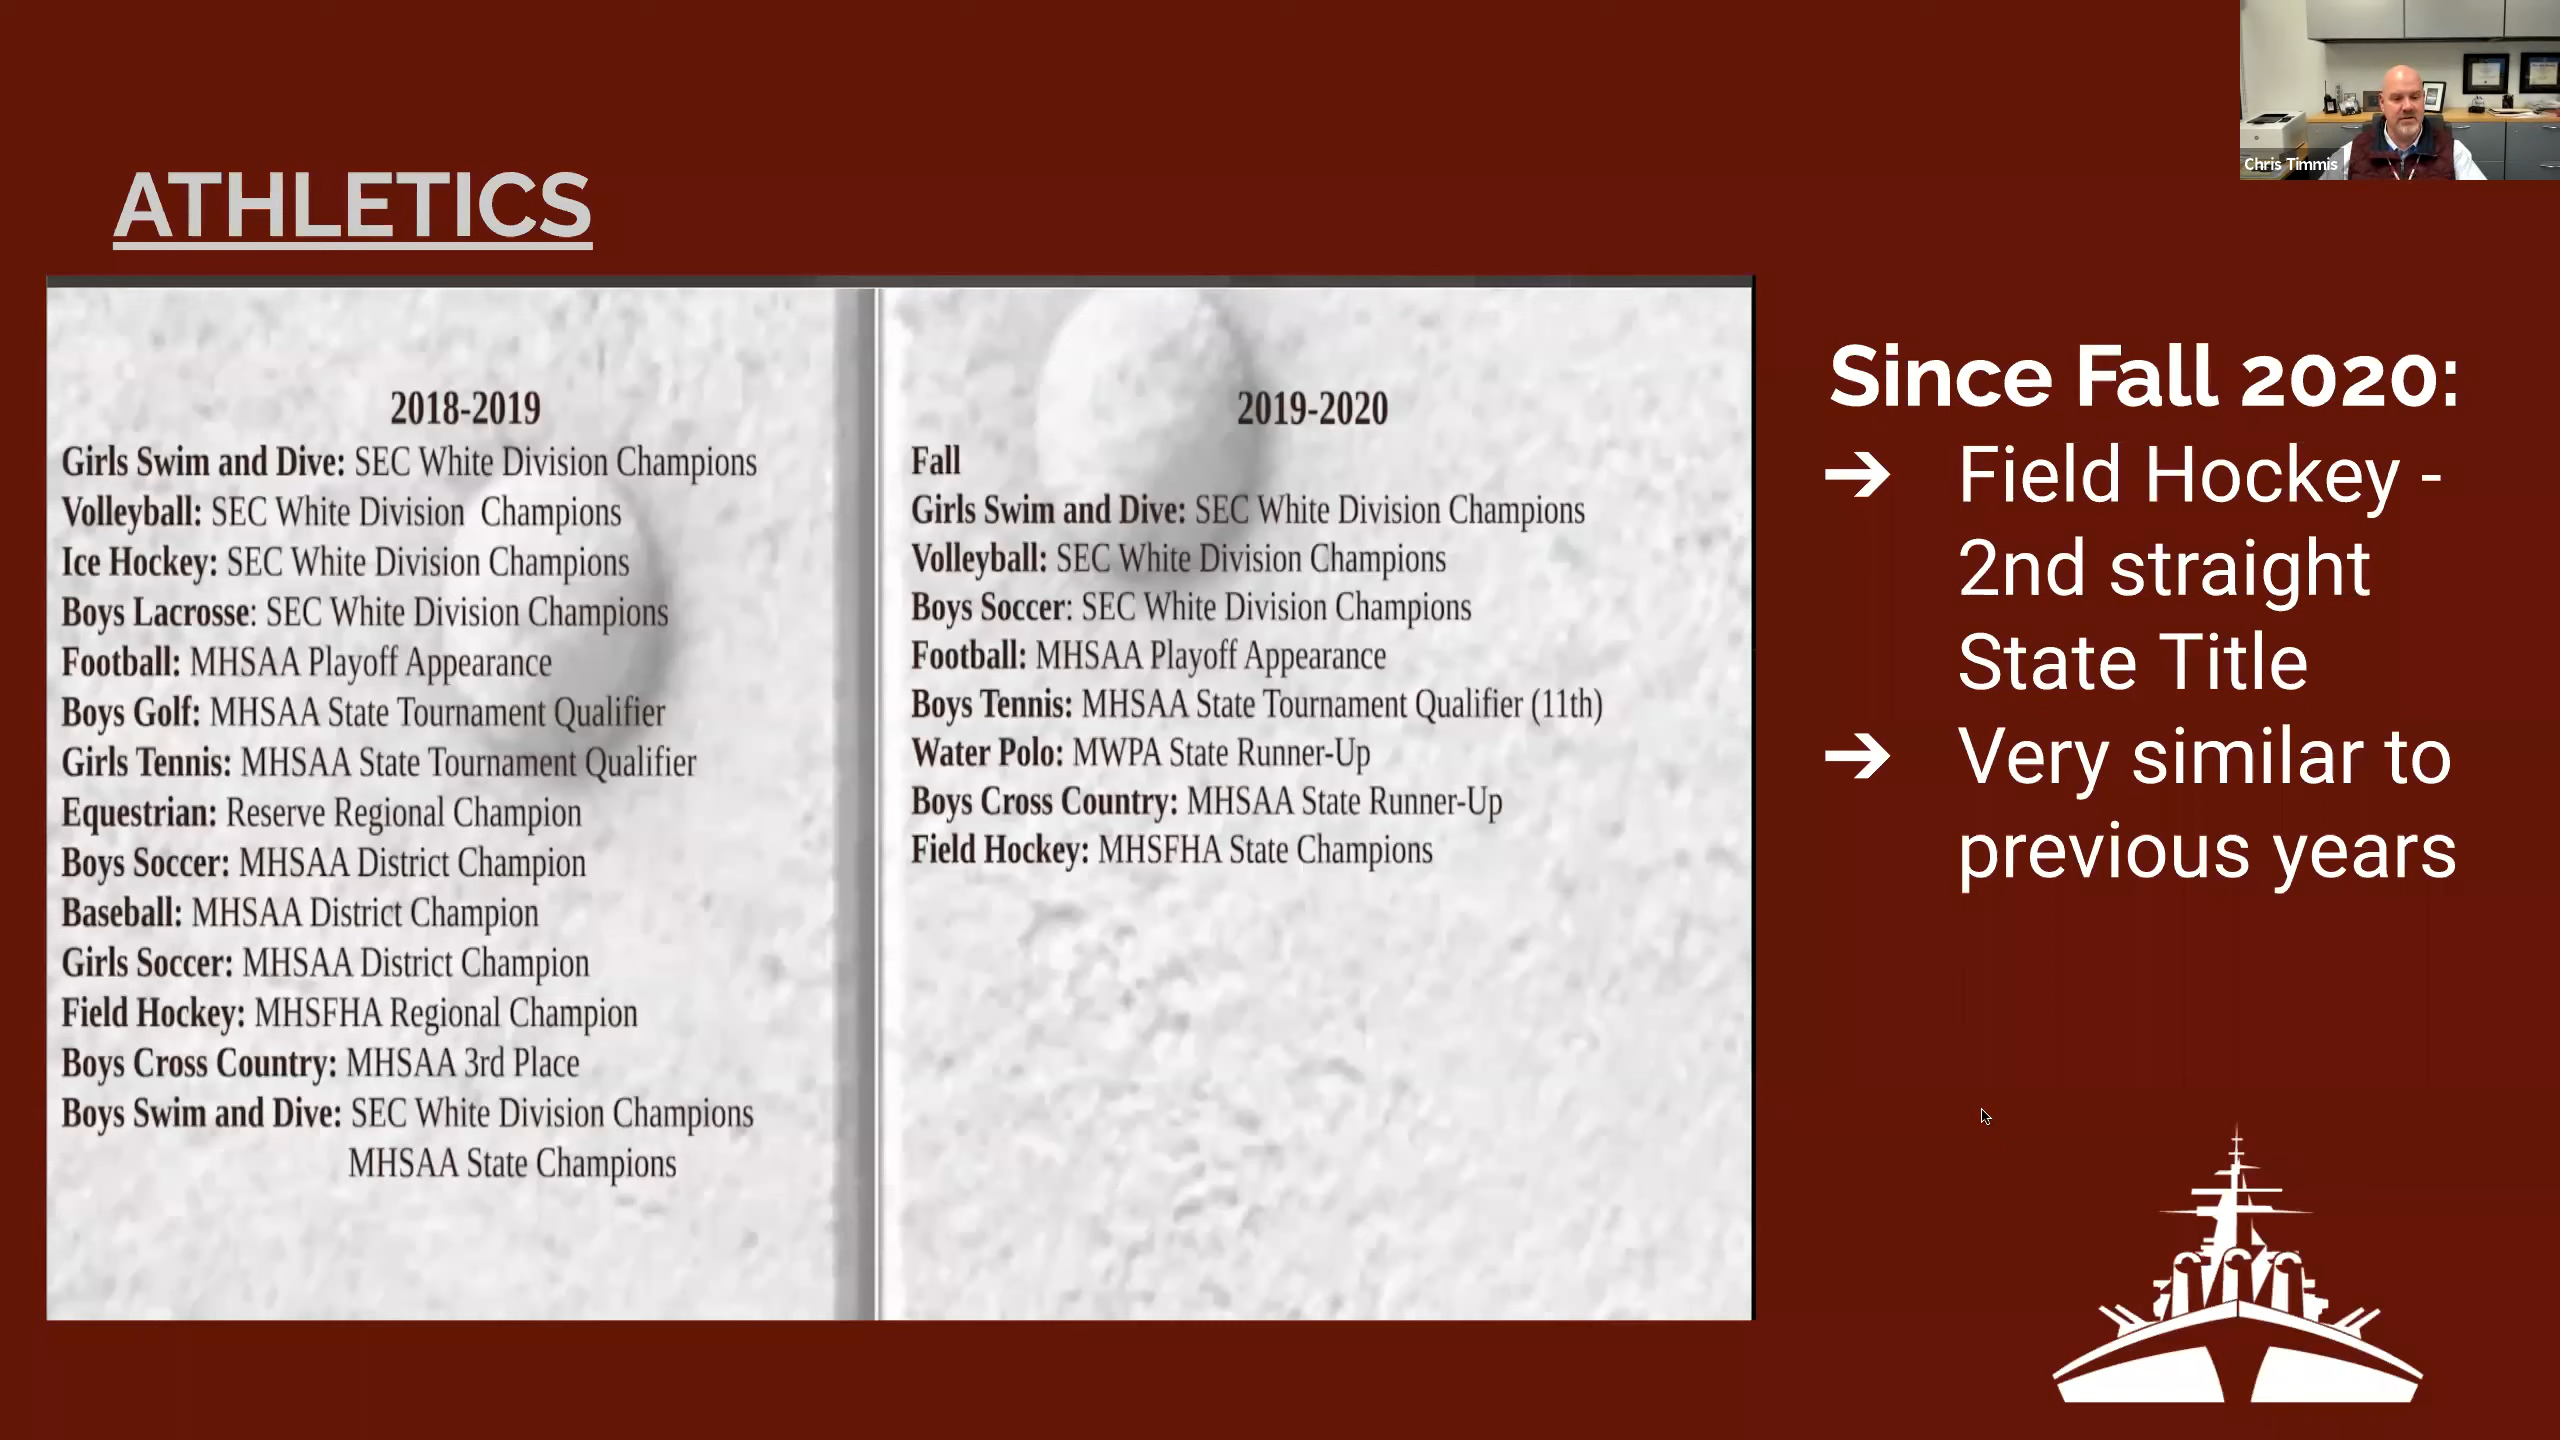 Chris Timmis
ATHLETICS
2018-2019
Girls Swim and Dive: SEC White Division Champions
Volleyball: SEC White Division Champions
Ice Hockey: SEC White Division Champions
Boys Lacrosse: SEC White Division Champions
Football: MHSAA Playoff Appearance
Boys Golf: MHSAA State Tournament Qualifier
Girls Tennis: MHSAA State Tournament Qualifier
Equestrian: Reserve Regional Champion
Boys Soccer: MHSAA District Champion
Baseball: MHSAA District Champion
Girls Soccer: MHSAA District Champion
Field Hockey: MHSFHA Regional Champion
Boys Cross Country: MHSAA 3rd Place
Boys Swim and Dive: SEC White Division Champions
MHSAA State Champions
2019-2020
Fall
Girls Swim and Dive: SEC White Division Champions
Volleyball: SEC White Division Champions
Boys Soccer: SEC White Division Champions
Football: MHSAA Playoff Appearance
Boys Tennis: MHSAA State Tournament Qualifier (11th)
Water Polo: MWPA State Runner-Up
Boys Cross Country: MHSAA State Runner-Up
Field Hockey: MHSFHA State Champions
Since Fall 2020:
➔ Field Hockey -
2nd straight
State Title
➔ Very similar to
previous years